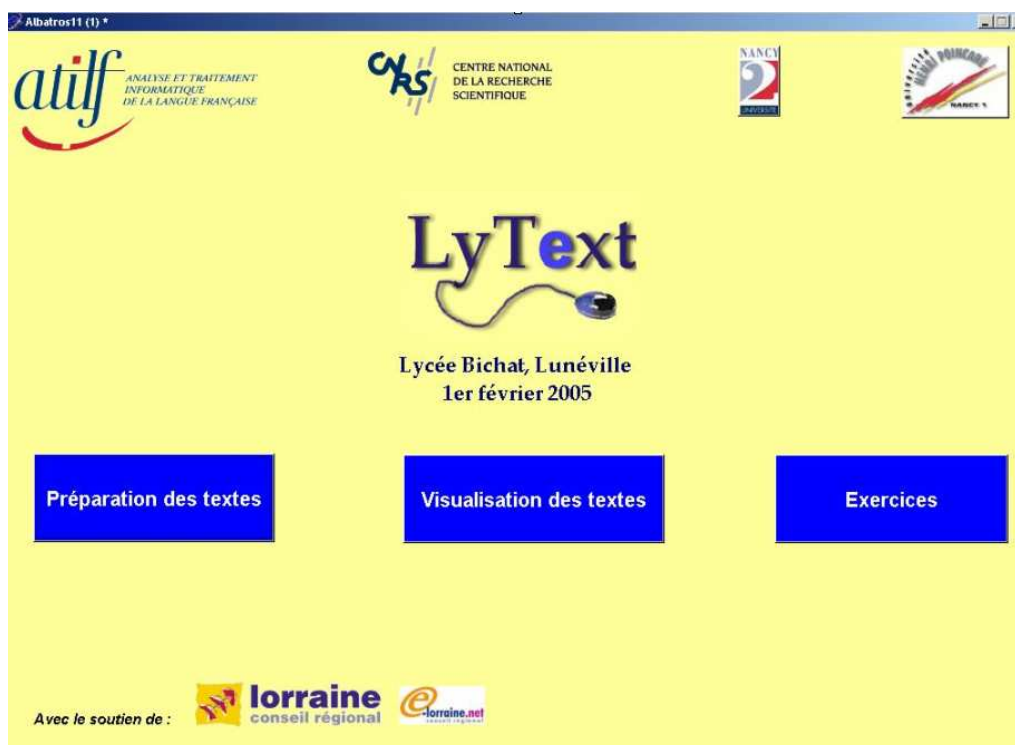 Albatros11 (1) *
atilf
ANALYSE ET TRAITEMENT
INFORMATIQUE
DE LA LANGUE FRANÇAISE
CNRS
CENTRE NATIONAL
DE LA RECHERCHE
SCIENTIFIQUE
NANCY
2
UNIVERSITÉ
université
HENRI POINCARÉ
NANCY 1
LyText
Lycée Bichat, Lunéville
1er février 2005
Préparation des textes
Visualisation des textes
Exercices
Avec le soutien de :
lorraine
conseil régional
e-lorraine.net
conseil régional